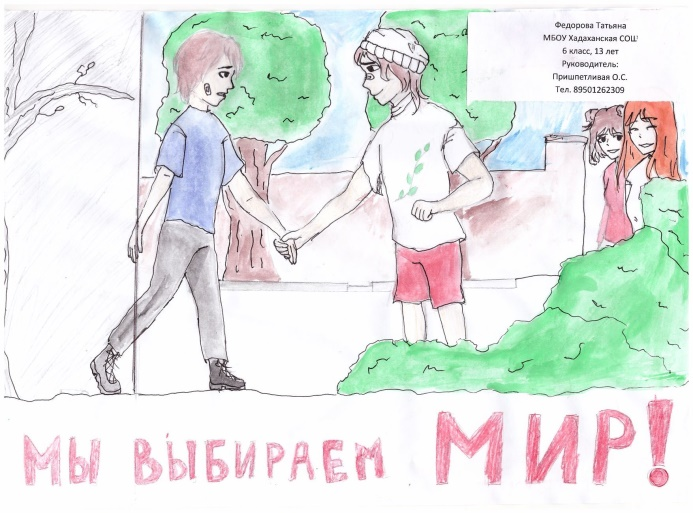 Федорова Татьяна
МБОУ Хадаханская СОШ
6 класс, 13 лет
Руководитель:
Пришпетливая О.С.
Тел. 89501262309
МЫ ВЫБИРАЕМ МИР!